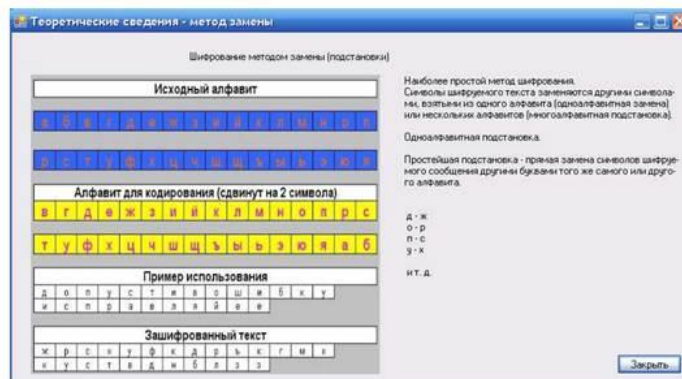 Теоретические сведения - метод замены
Шифрование методом замены (подстановки)
Исходный алфавит
а б в г д е ж з и й к л м н о п
р с т у ф х ц ч ш щ ъ ы ь э ю я
Алфавит для кодирования (сдвинут на 2 символа)
в г д е ж з и й к л м н о п р с
т у ф х ц ч ш щ ъ ы ь э ю я а б
Пример использования
д о п у с т и в о ш и б к у
и с п р а в л я й е е
Зашифрованный текст
ж р с х у ф к д р ъ к г м х
к у с т в д н б л з з
Наиболее простой метод шифрования.
Символы шифруемого текста заменяются другими символа-
ми, взятыми из одного алфавита (одноалфавитная замена)
или нескольких алфавитов (многоалфавитная подстановка).
Одноалфавитная подстановка.
Простейшая подстановка - прямая замена символов шифруе-
мого сообщения другими буквами того же самого или друго-
го алфавита.
д - ж
о - р
п - с
у - х
и т. д.
Закрыть